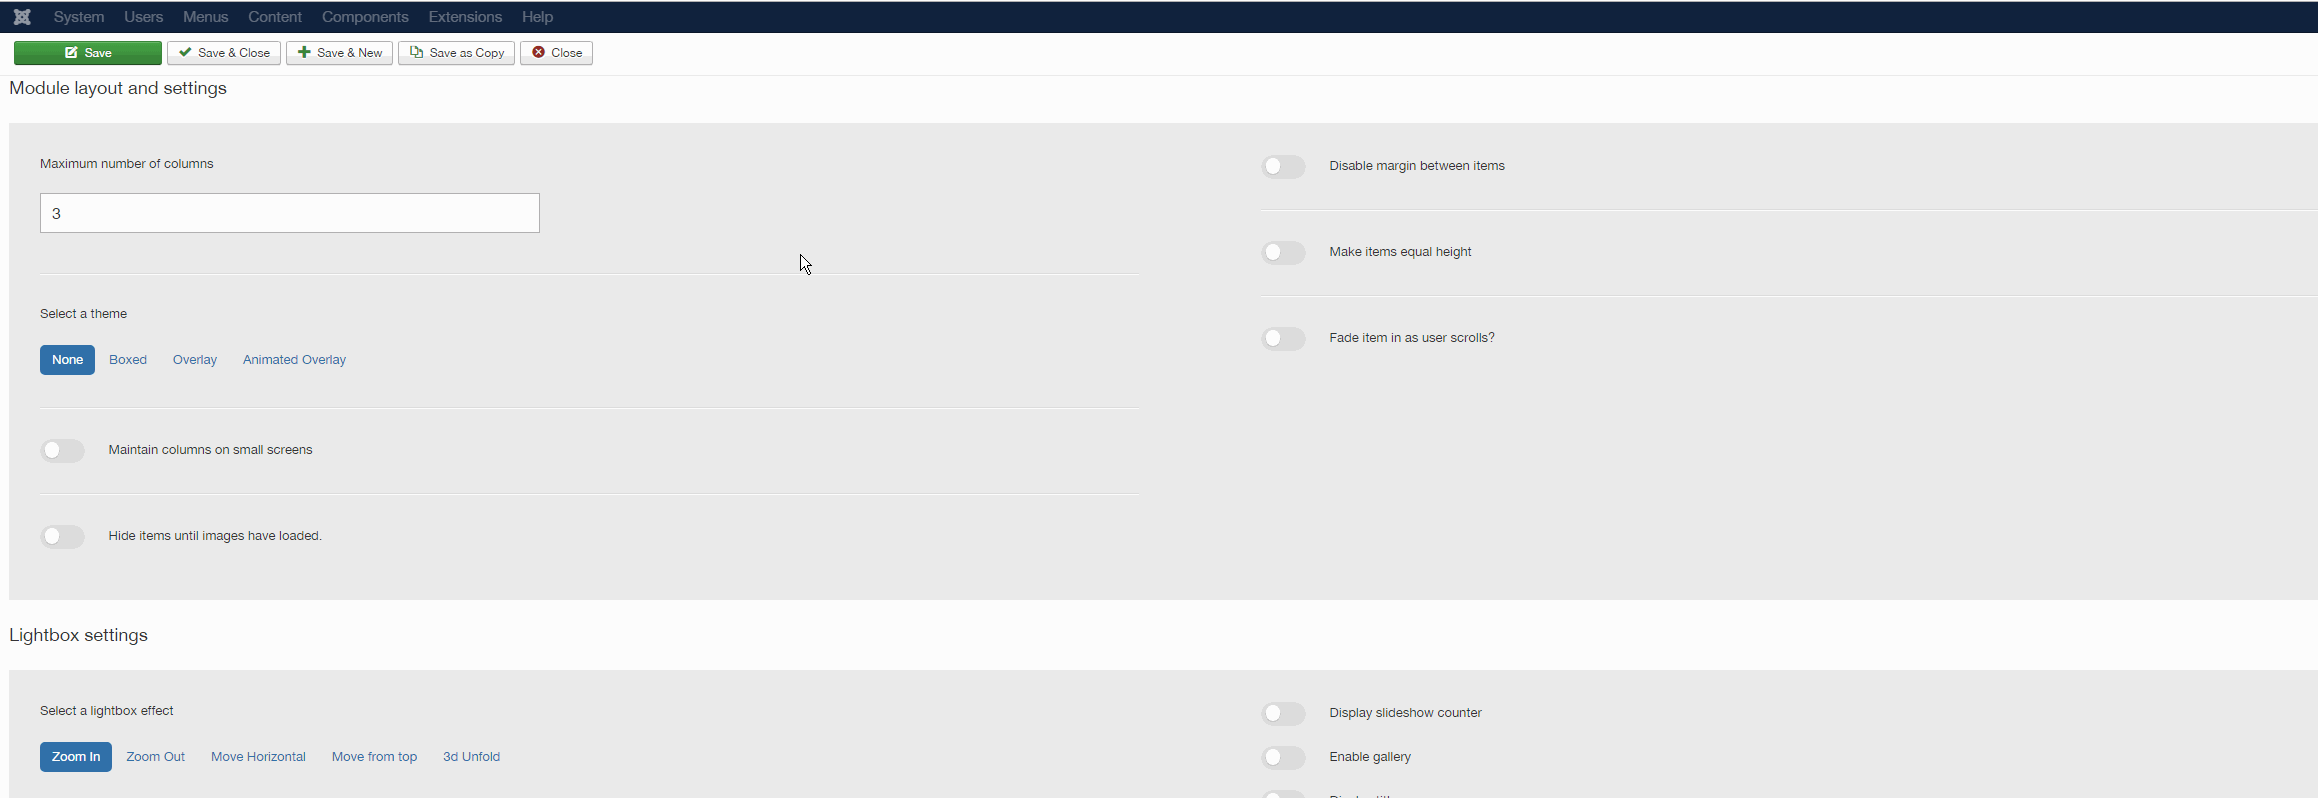 System Users Menus Content Components Extensions Help
Save Save & Close Save & New Save as Copy Close
Module layout and settings
Maximum number of columns
3
Select a theme
None Boxed Overlay Animated Overlay
Maintain columns on small screens
Hide items until images have loaded.
Disable margin between items
Make items equal height
Fade item in as user scrolls?
Lightbox settings
Select a lightbox effect
Zoom In Zoom Out Move Horizontal Move from top 3d Unfold
Display slideshow counter
Enable gallery